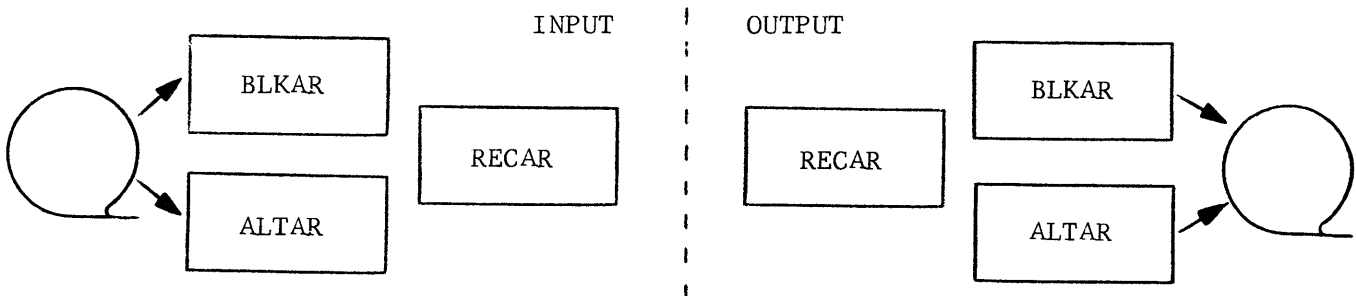 INPUT
BLKAR
RECAR
ALTAR
OUTPUT
BLKAR
RECAR
ALTAR